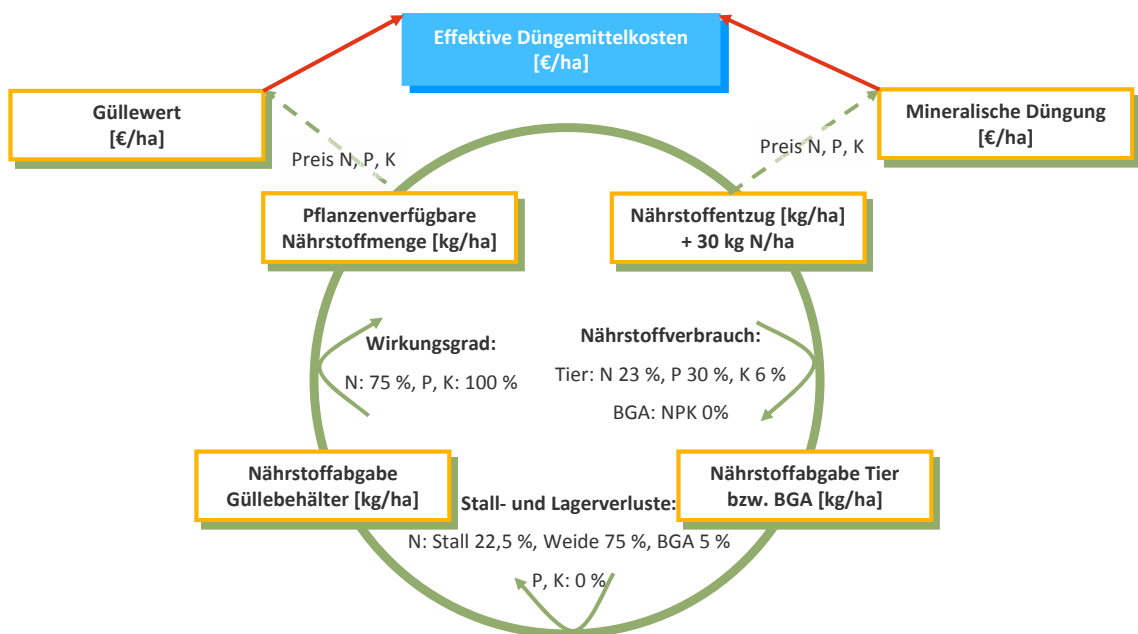 Effektive Düngemittelkosten
[€/ha]
Güllewert
[€/ha]
Mineralische Düngung
[€/ha]
Preis N, P, K
Preis N, P, K
Pflanzenverfügbare
Nährstoffmenge [kg/ha]
Nährstoffentzug [kg/ha]
+ 30 kg N/ha
Wirkungsgrad:
N: 75 %, P, K: 100 %
Nährstoffverbrauch:
Tier: N 23 %, P 30 %, K 6 %
BGA: NPK 0%
Nährstoffabgabe
Güllebehälter [kg/ha]
Nährstoffabgabe Tier
bzw. BGA [kg/ha]
Stall- und Lagerverluste:
N: Stall 22,5 %, Weide 75 %, BGA 5 %
P, K: 0 %